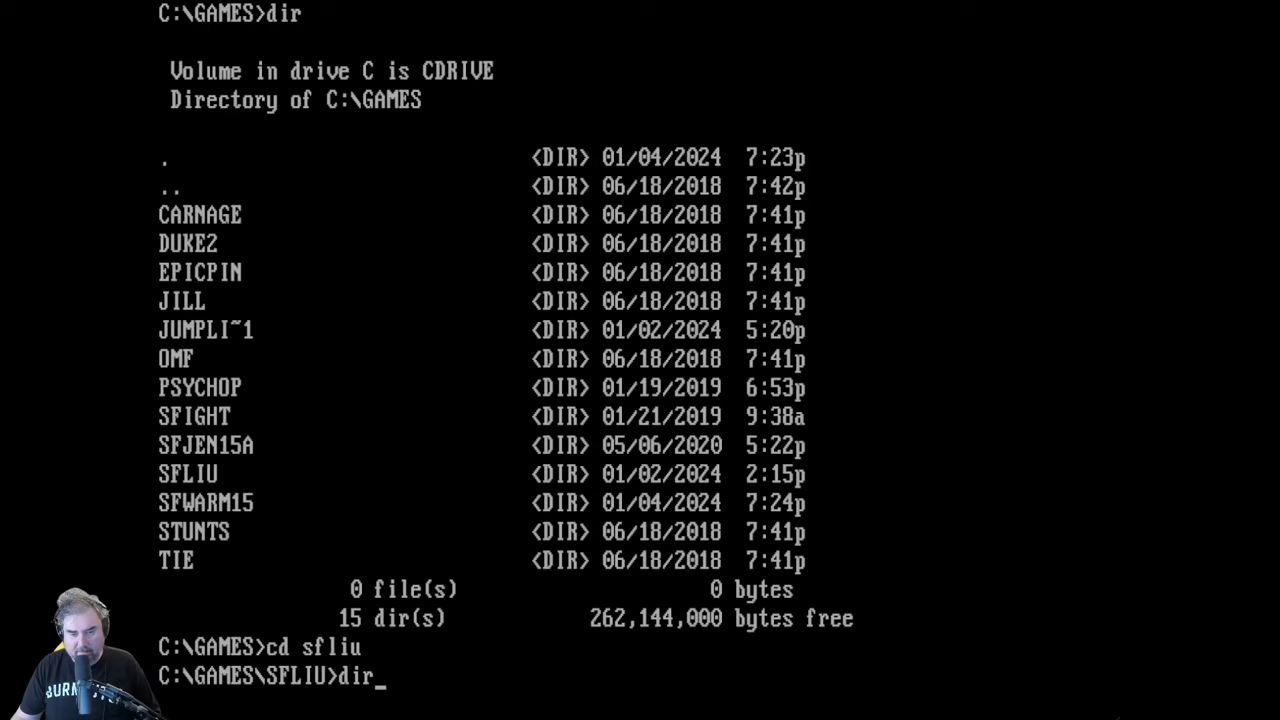 C:\GAMES>dir
Volume in drive C is CDRIVE
Directory of C:\GAMES
. <DIR> 01/04/2024 7:23p
.. <DIR> 06/18/2018 7:42p
CARNAGE <DIR> 06/18/2018 7:41p
DUKE2 <DIR> 06/18/2018 7:41p
EPICPIN <DIR> 06/18/2018 7:41p
JILL <DIR> 06/18/2018 7:41p
JUMPLI~1 <DIR> 01/02/2024 5:20p
OMF <DIR> 06/18/2018 7:41p
PSYCHOP <DIR> 01/19/2019 6:53p
SFIGHT <DIR> 01/21/2019 9:38a
SFJEN15A <DIR> 05/06/2020 5:22p
SFLIU <DIR> 01/02/2024 2:15p
SFWARM15 <DIR> 01/04/2024 7:24p
STUNTS <DIR> 06/18/2018 7:41p
TIE <DIR> 06/18/2018 7:41p
0 file(s) 0 bytes
15 dir(s) 262,144,000 bytes free
C:\GAMES>cd sfliu
C:\GAMES\SFLIU>dir_